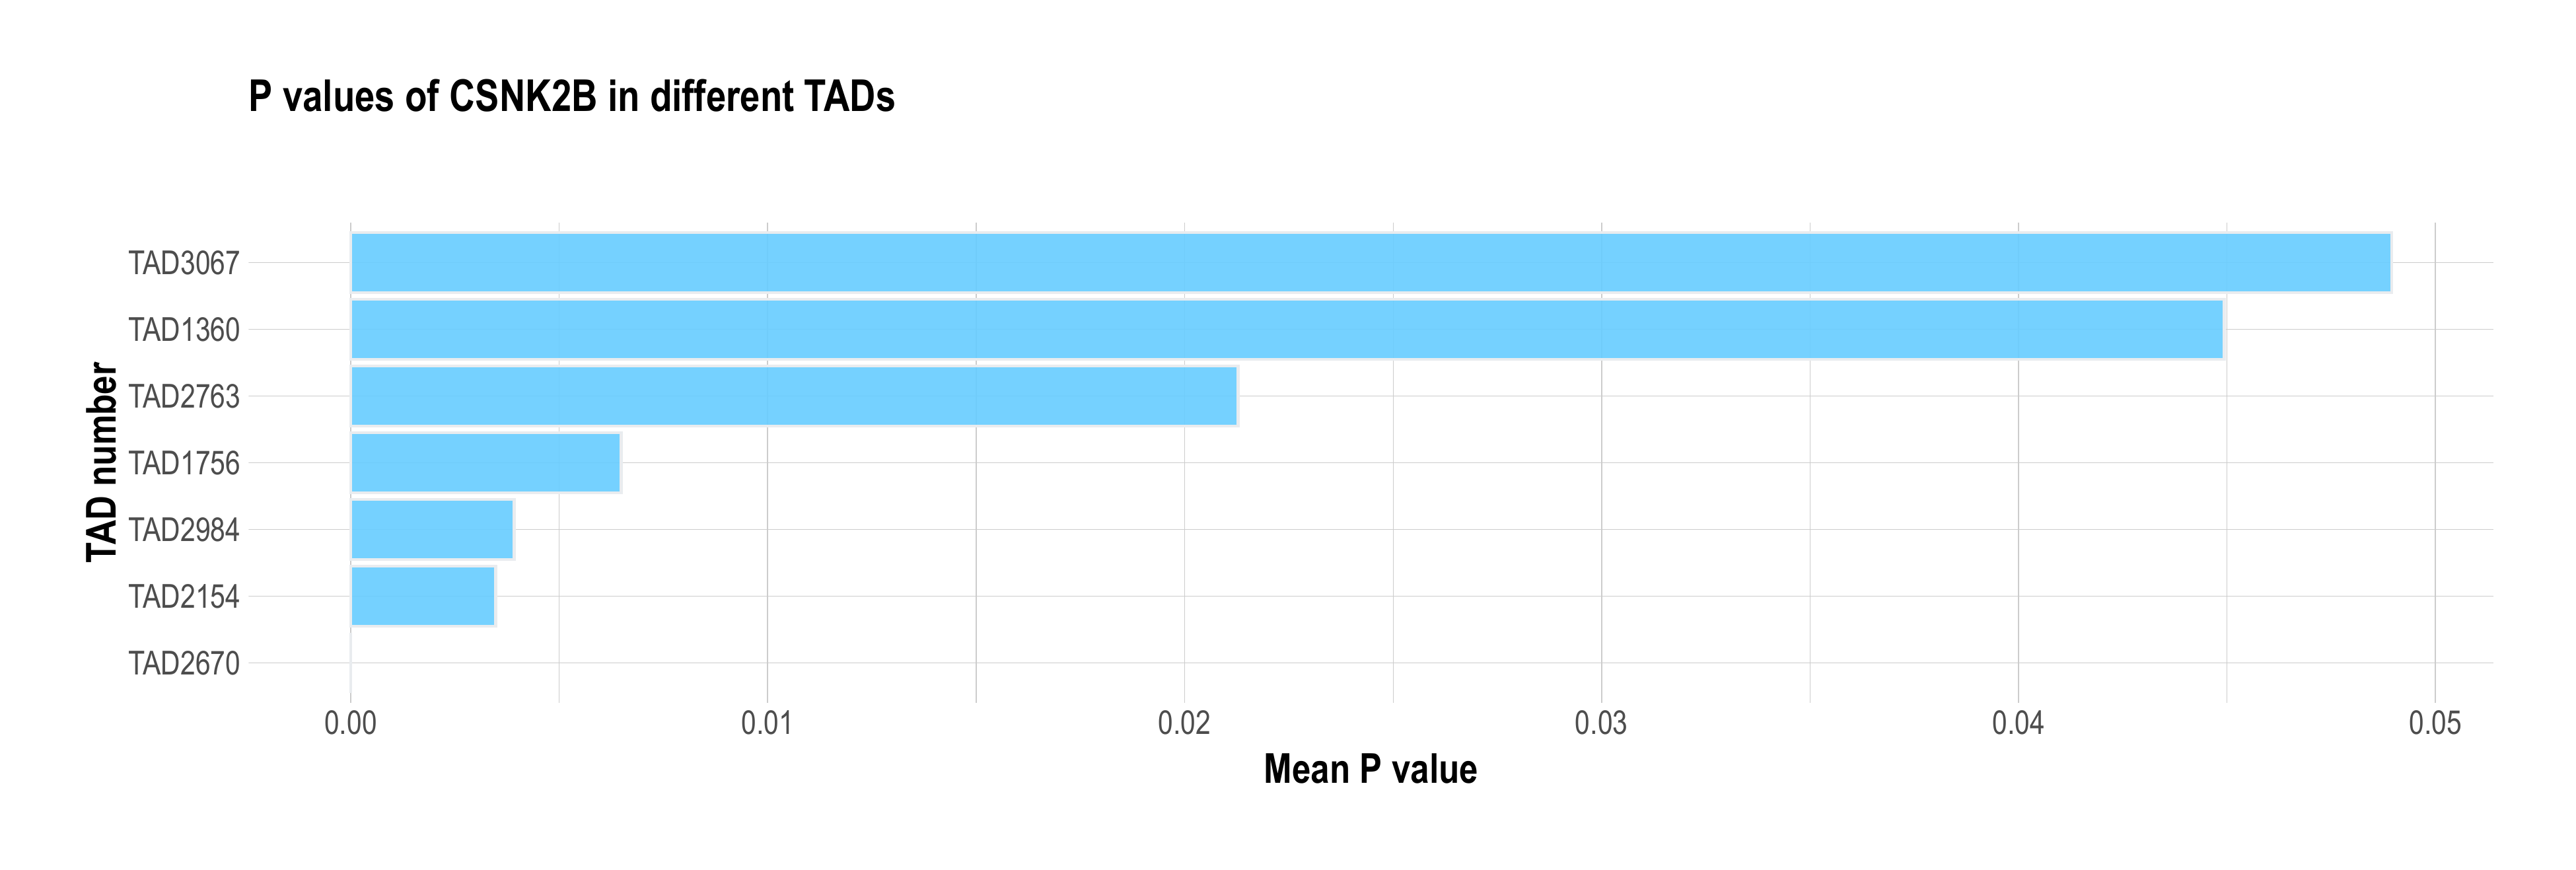 P values of CSNK2B in different TADs
TAD number
TAD3067
TAD1360
TAD2763
TAD1756
TAD2984
TAD2154
TAD2670
0.00 0.01 0.02 0.03 0.04 0.05
Mean P value